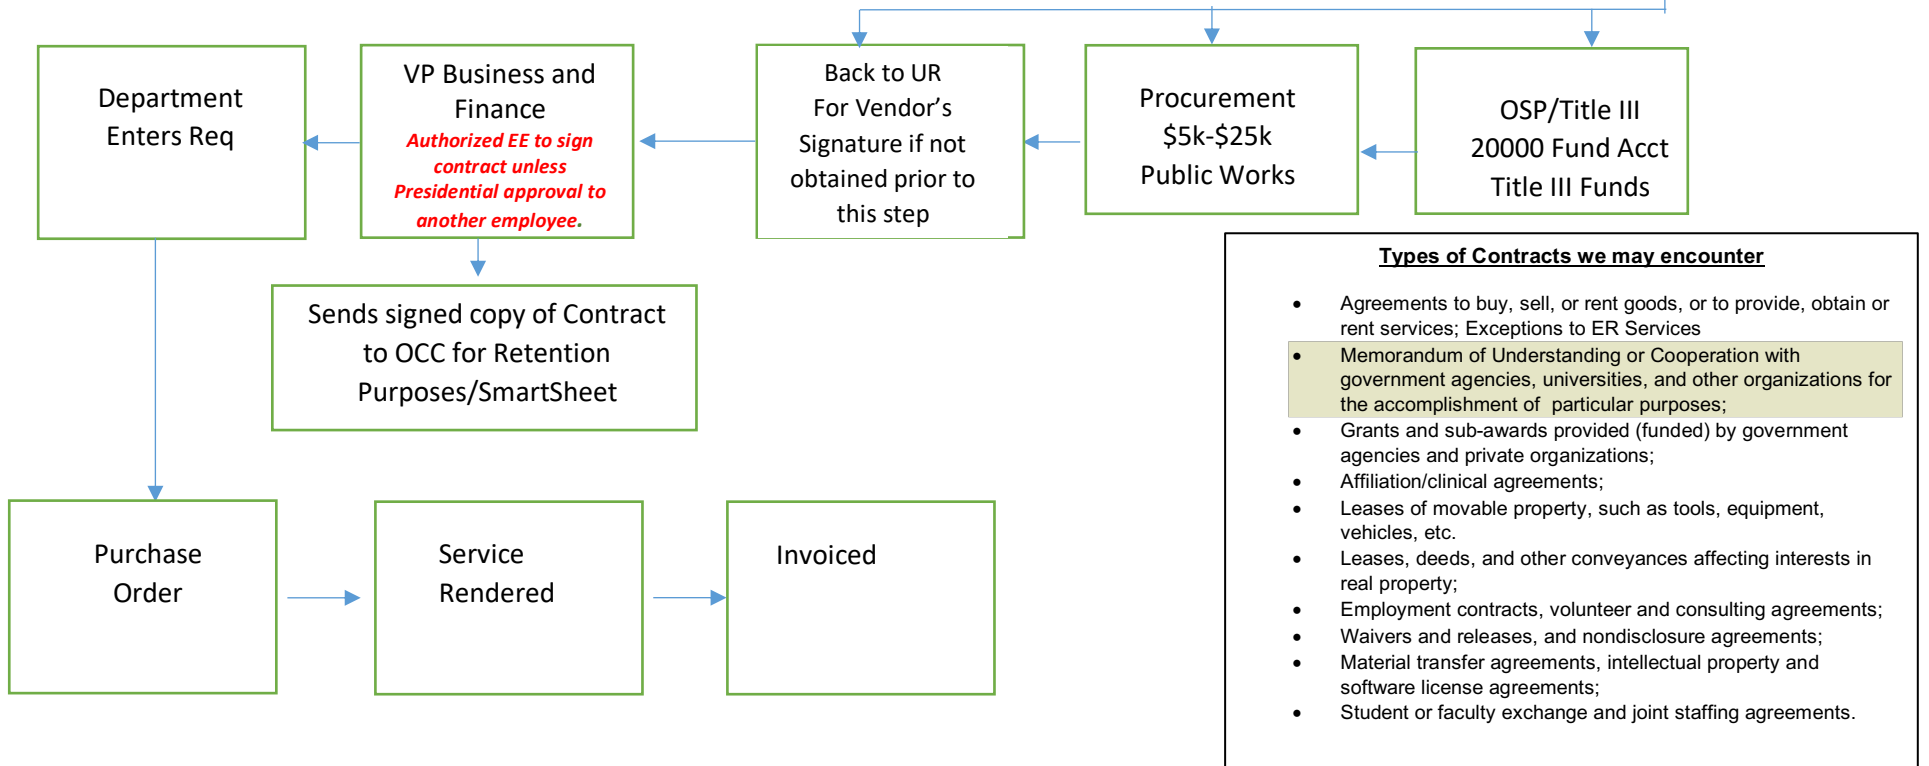 Department
Enters Req
VP Business and
Finance
Authorized EE to sign
contract unless
Presidential approval to
another employee.
Back to UR
For Vendor's
Signature if not
obtained prior to
this step
Procurement
$5k-$25k
Public Works
OSP/Title III
20000 Fund Acct
Title III Funds
Sends signed copy of Contract
to OCC for Retention
Purposes/SmartSheet
Purchase
Order
Service
Rendered
Invoiced
Types of Contracts we may encounter
• Agreements to buy, sell, or rent goods, or to provide, obtain or
rent services; Exceptions to ER Services
• Memorandum of Understanding or Cooperation with
government agencies, universities, and other organizations for
the accomplishment of particular purposes;
• Grants and sub-awards provided (funded) by government
agencies and private organizations;
• Affiliation/clinical agreements;
• Leases of movable property, such as tools, equipment,
vehicles, etc.
• Leases, deeds, and other conveyances affecting interests in
real property;
• Employment contracts, volunteer and consulting agreements;
• Waivers and releases, and nondisclosure agreements;
• Material transfer agreements, intellectual property and
software license agreements;
• Student or faculty exchange and joint staffing agreements.